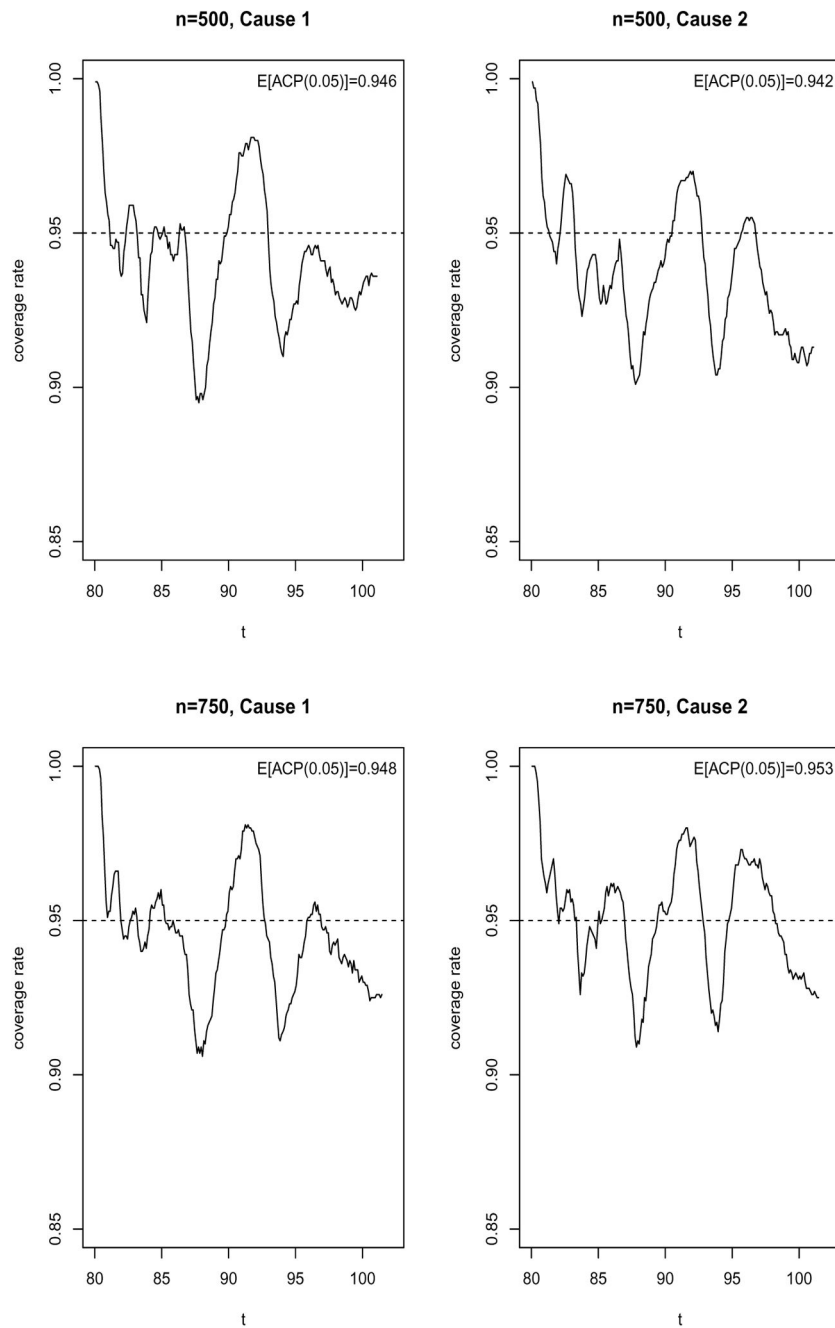 n=500, Cause 1
E[ACP(0.05)]=0.946
coverage rate
1.00
0.95
0.90
0.85
80 85 90 95 100
t
n=500, Cause 2
E[ACP(0.05)]=0.942
coverage rate
1.00
0.95
0.90
0.85
80 85 90 95 100
t
n=750, Cause 1
E[ACP(0.05)]=0.948
coverage rate
1.00
0.95
0.90
0.85
80 85 90 95 100
t
n=750, Cause 2
E[ACP(0.05)]=0.953
coverage rate
1.00
0.95
0.90
0.85
80 85 90 95 100
t